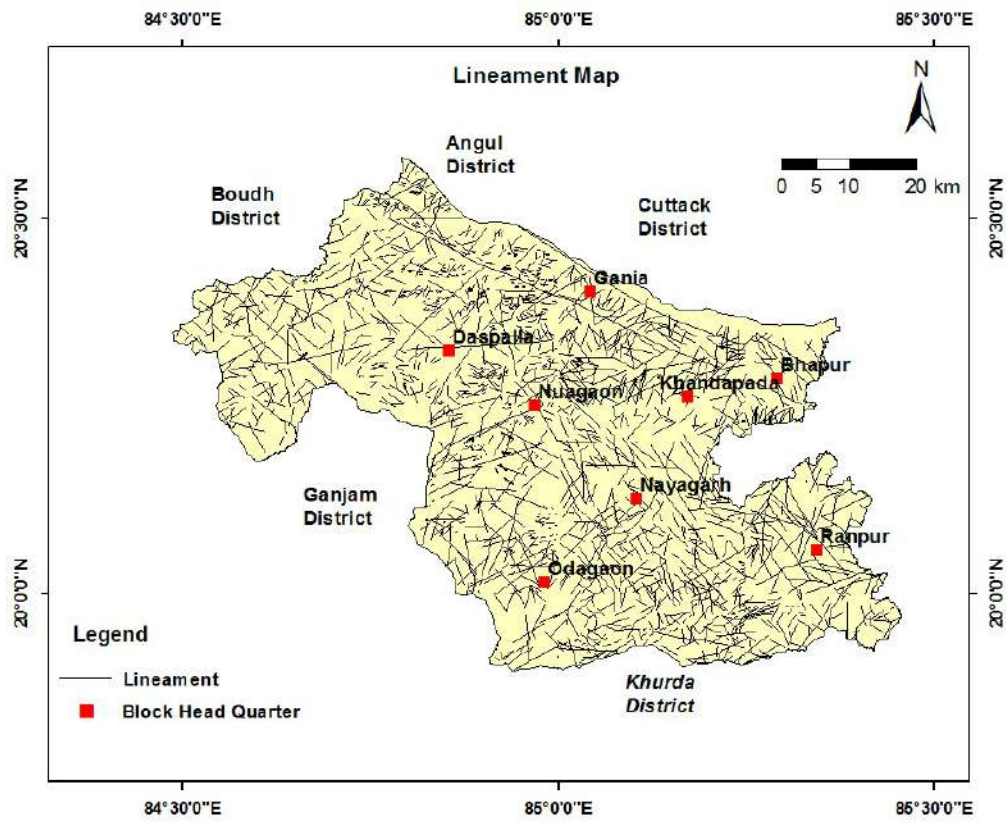 84°30'0"E 85°0'0"E 85°30'0"E
Lineament Map
N
0 5 10 20 km
Angul
District
Boudh
District
Cuttack
District
20°30'0"N
20°30'0"N
Gania
Daspalla
Bhapur
Khandapada
Nuagaon
Nayagarh
Ganjam
District
Ranpur
Odagaon
20°0'0"N
20°0'0"N
Legend
Lineament
Block Head Quarter
Khurda
District
84°30'0"E 85°0'0"E 85°30'0"E